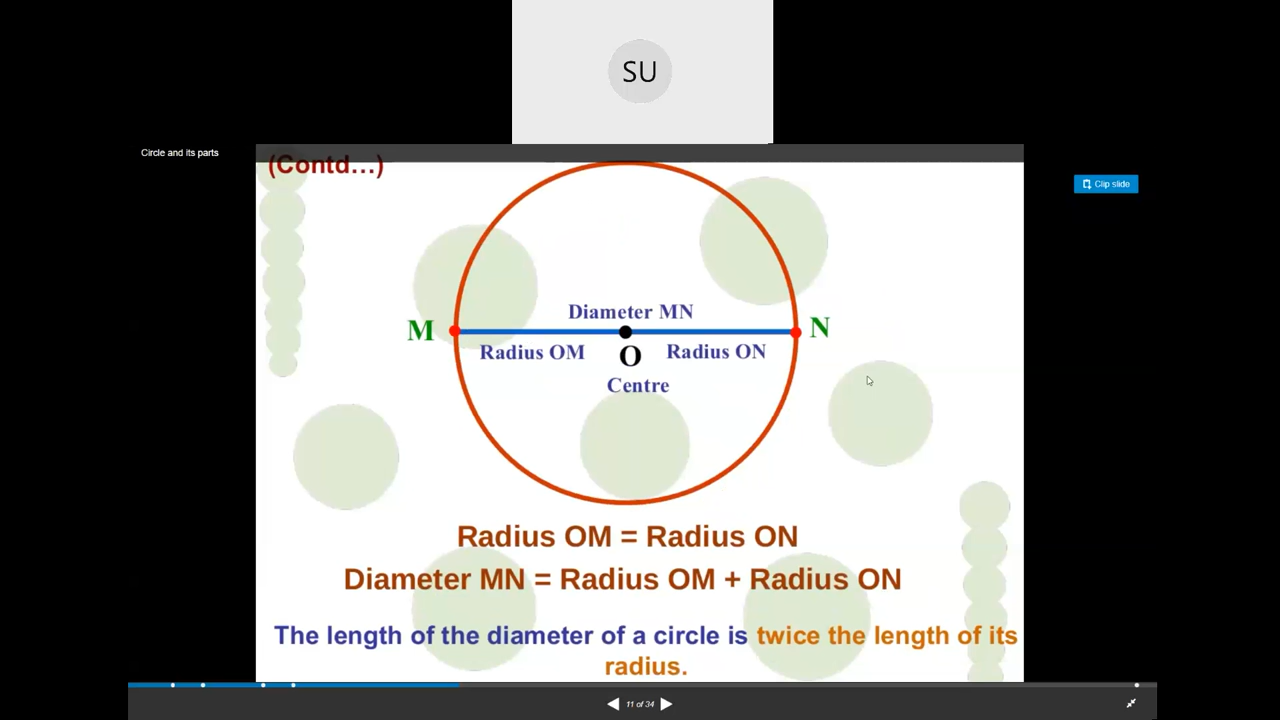 SU
Circle and its parts
(Contd...)
Clip slide
Diameter MN
M
N
Radius OM
O
Radius ON
Centre
Radius OM = Radius ON
Diameter MN = Radius OM + Radius ON
The length of the diameter of a circle is twice the length of its
radius.
11 of 34